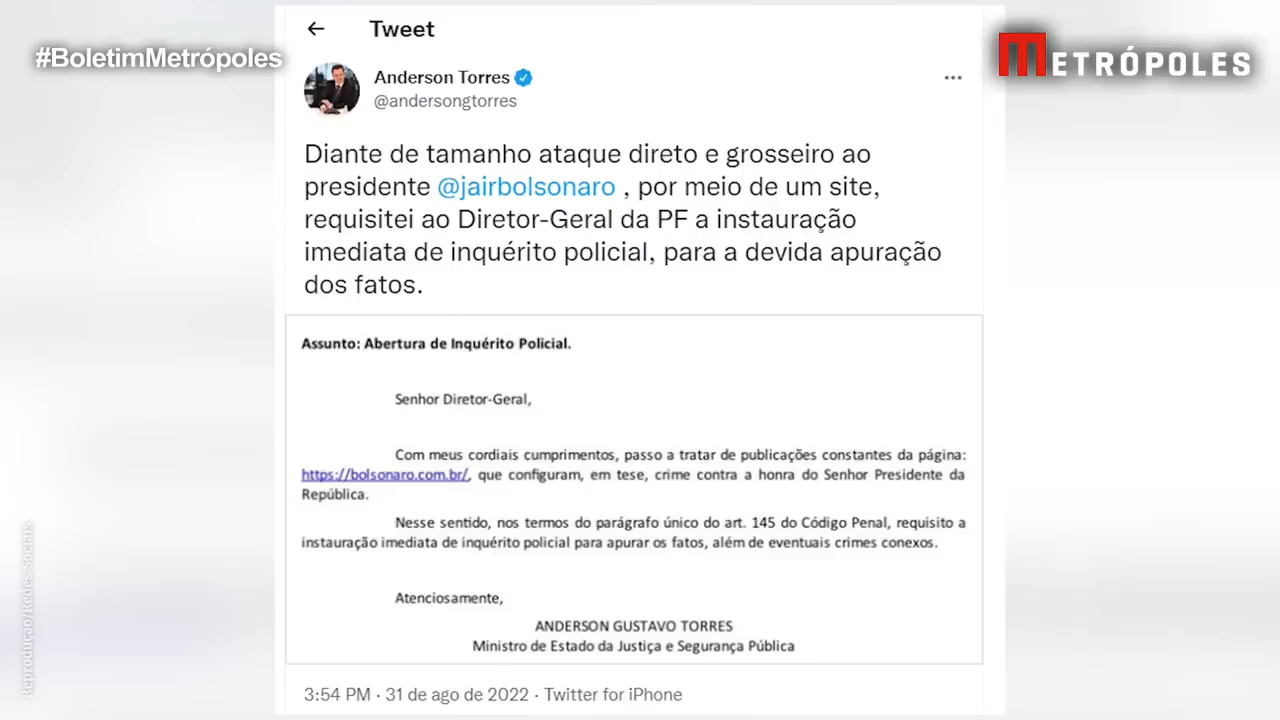 #BoletimMetrópoles
METRÓPOLES
Tweet
Anderson Torres
@andersongtorres
Diante de tamanho ataque direto e grosseiro ao
presidente @jairbolsonaro , por meio de um site,
requisitei ao Diretor-Geral da PF a instauração
imediata de inquérito policial, para a devida apuração
dos fatos.
Assunto: Abertura de Inquérito Policial.
Senhor Diretor-Geral,
Com meus cordiais cumprimentos, passo a tratar de publicações constantes da página:
https://bolsonaro.com.br/, que configuram, em tese, crime contra a honra do Senhor Presidente da
República.
Nesse sentido, nos termos do parágrafo único do art. 145 do Código Penal, requisito a
instauração imediata de inquérito policial para apurar os fatos, além de eventuais crimes conexos.
Atenciosamente,
ANDERSON GUSTAVO TORRES
Ministro de Estado da Justiça e Segurança Pública
3:54 PM · 31 de ago de 2022 · Twitter for iPhone
Reprodução/Redes sociais